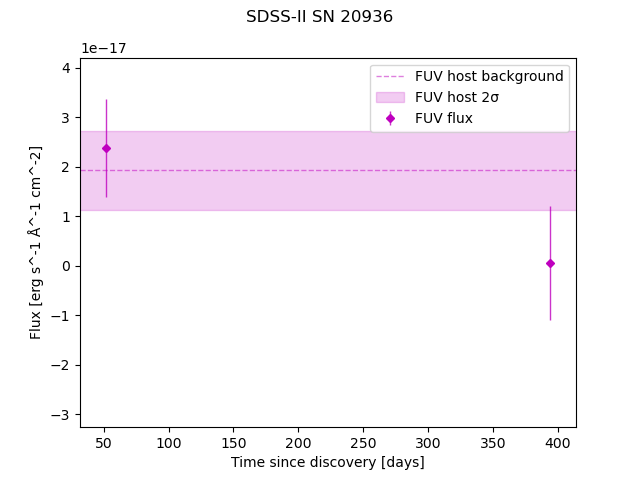 SDSS-II SN 20936
1e−17
FUV host background
FUV host 2σ
FUV flux
4
3
2
1
0
−1
−2
−3
Flux [erg s^-1 Å^-1 cm^-2]
50 100 150 200 250 300 350 400
Time since discovery [days]